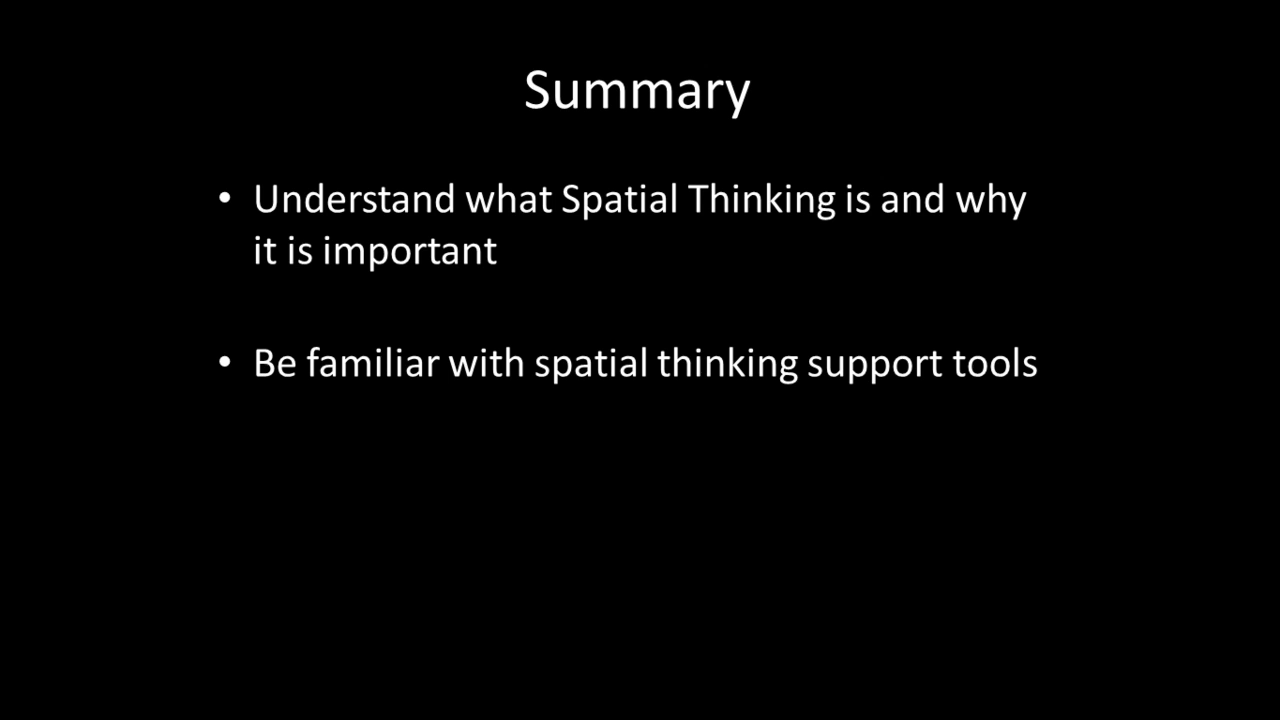 Summary
• Understand what Spatial Thinking is and why
it is important
• Be familiar with spatial thinking support tools